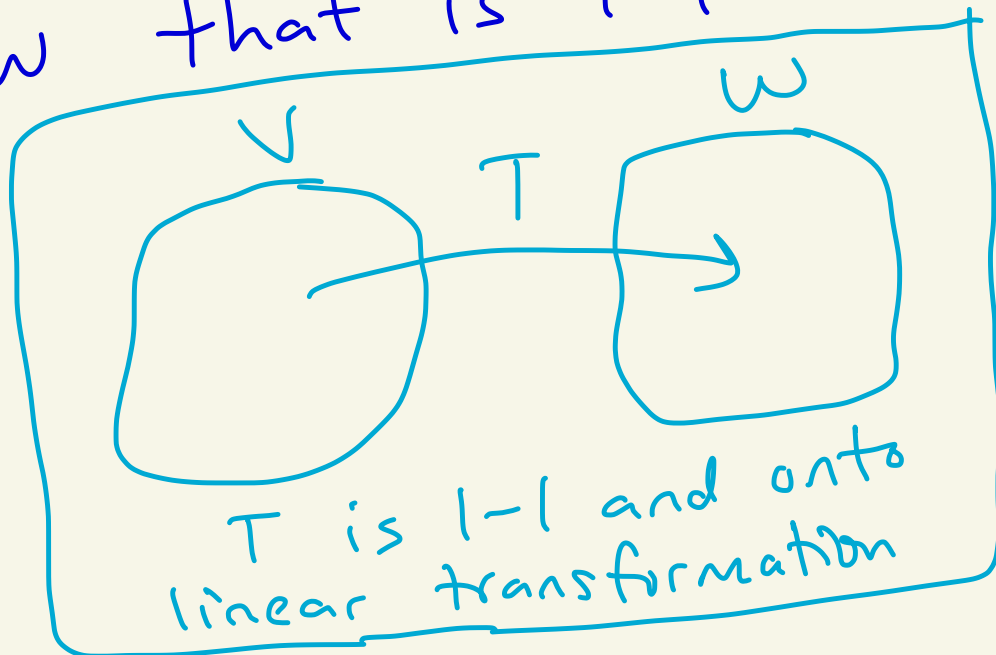 that is
V
W
T
T is 1-1 and onto
linear transformation